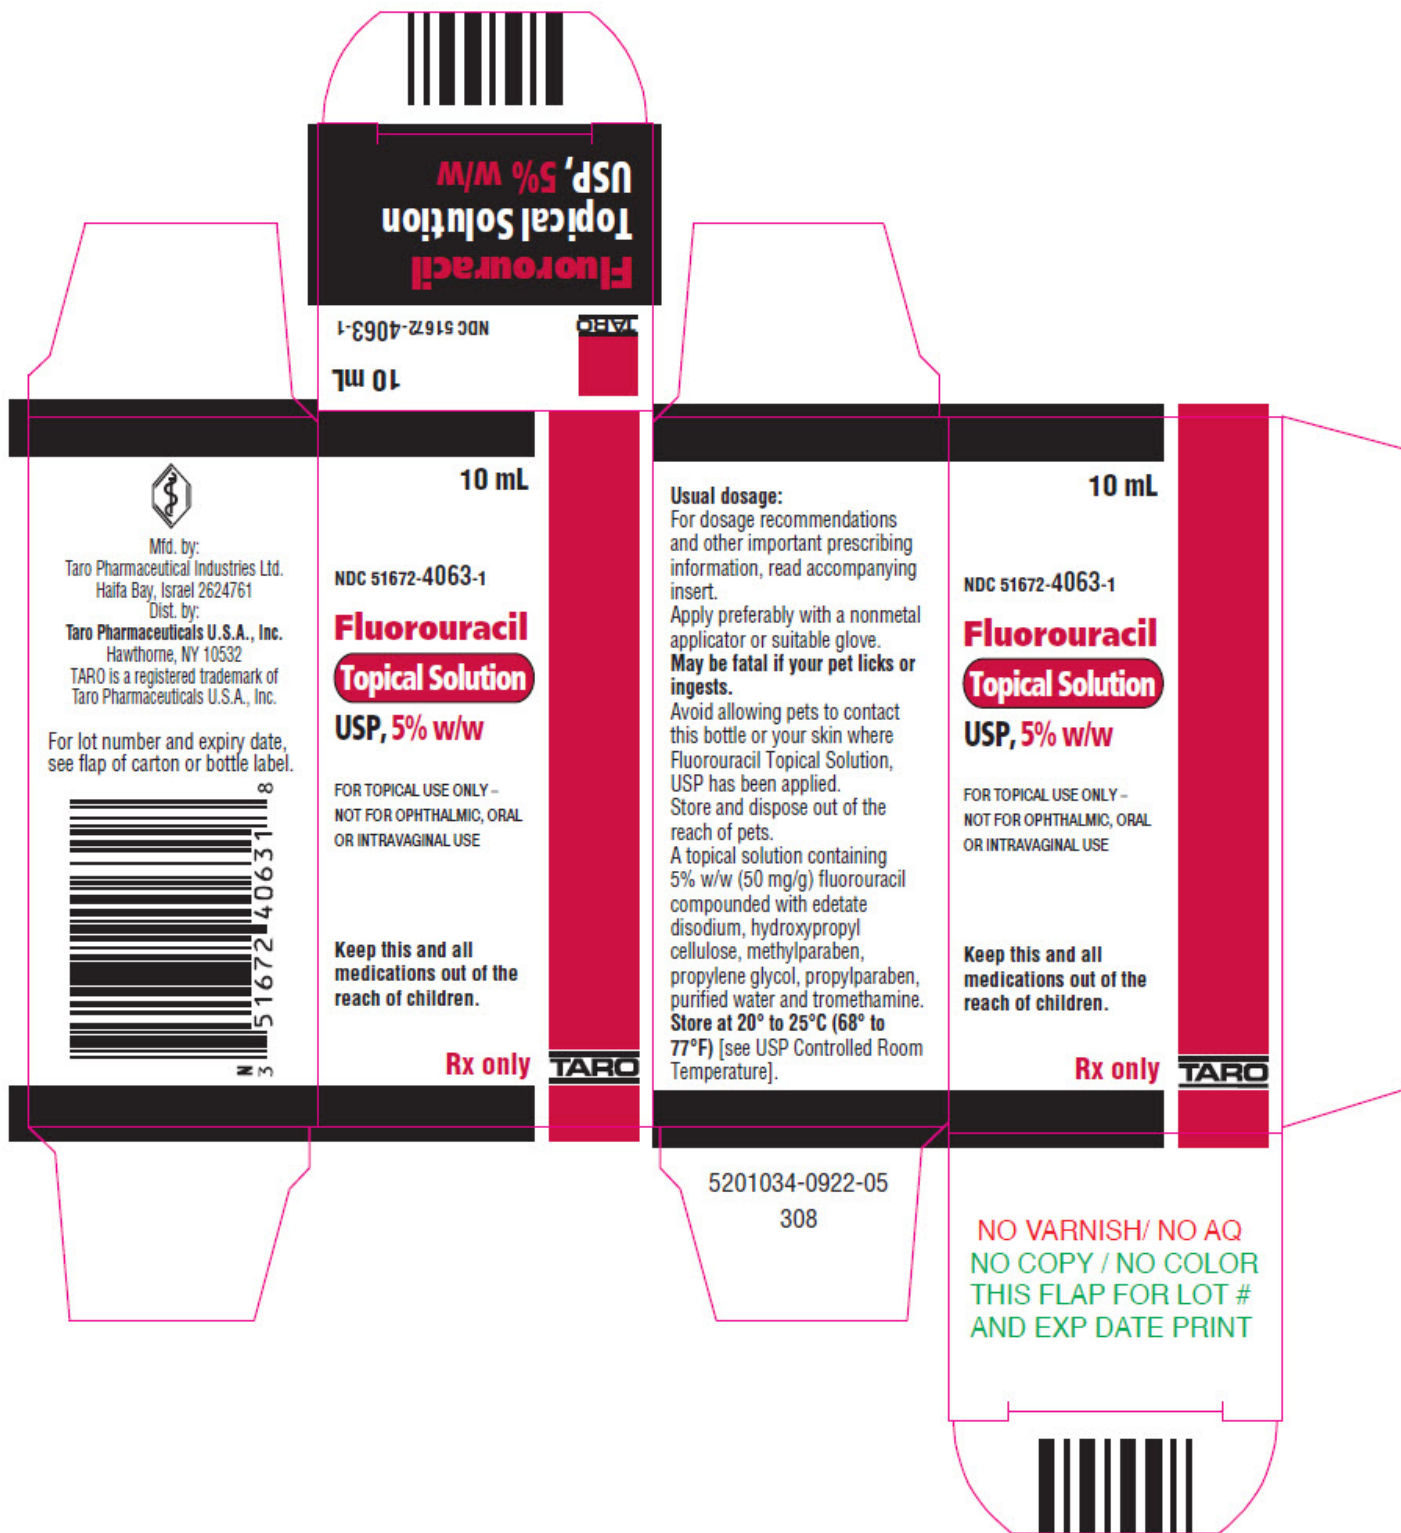 Fluorouracil
Topical Solution
USP, 5% w/w
TARO
NDC 51672-4063-1
10 mL
Mfd. by:
Taro Pharmaceutical Industries Ltd.
Haifa Bay, Israel 2624761
Dist. by:
Taro Pharmaceuticals U.S.A., Inc.
Hawthorne, NY 10532
TARO is a registered trademark of
Taro Pharmaceuticals U.S.A., Inc.
For lot number and expiry date,
see flap of carton or bottle label.
N
3 51672 40631 8
10 mL
NDC 51672-4063-1
Fluorouracil
Topical Solution
USP, 5% w/w
FOR TOPICAL USE ONLY –
NOT FOR OPHTHALMIC, ORAL
OR INTRAVAGINAL USE
Keep this and all
medications out of the
reach of children.
Rx only
TARO
Usual dosage:
For dosage recommendations
and other important prescribing
information, read accompanying
insert.
Apply preferably with a nonmetal
applicator or suitable glove.
May be fatal if your pet licks or
ingests.
Avoid allowing pets to contact
this bottle or your skin where
Fluorouracil Topical Solution,
USP has been applied.
Store and dispose out of the
reach of pets.
A topical solution containing
5% w/w (50 mg/g) fluorouracil
compounded with edetate
disodium, hydroxypropyl
cellulose, methylparaben,
propylene glycol, propylparaben,
purified water and tromethamine.
Store at 20° to 25°C (68° to
77°F) [see USP Controlled Room
Temperature].
10 mL
NDC 51672-4063-1
Fluorouracil
Topical Solution
USP, 5% w/w
FOR TOPICAL USE ONLY –
NOT FOR OPHTHALMIC, ORAL
OR INTRAVAGINAL USE
Keep this and all
medications out of the
reach of children.
Rx only
TARO
5201034-0922-05
308
NO VARNISH/ NO AQ
NO COPY / NO COLOR
THIS FLAP FOR LOT #
AND EXP DATE PRINT